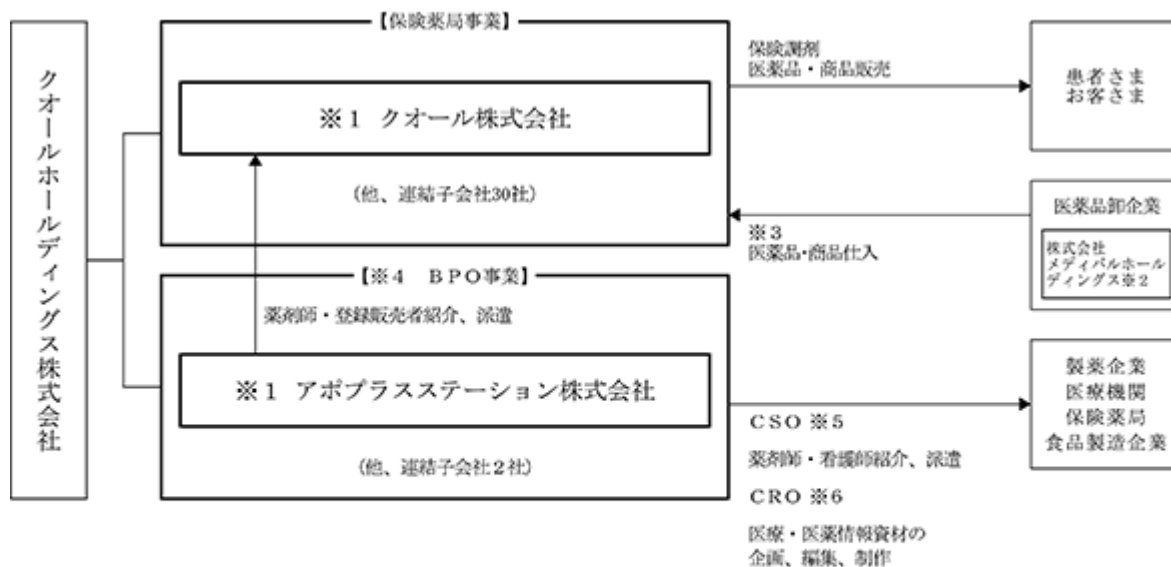 クオールホールディングス株式会社
【保険薬局事業】
※1 クオール株式会社
(他、連結子会社30社)
保険調剤
医薬品・商品販売
患者さま
お客さま
医薬品卸企業
株式会社
メディパルホール
ディングス※2
※3
医薬品・商品仕入
【※4 BPO事業】
薬剤師・登録販売者紹介、派遣
※1 アポプラスステーション株式会社
(他、連結子会社2社)
CSO ※5
薬剤師・看護師紹介、派遣
CRO ※6
医療・医薬情報資材の
企画、編集、制作
製薬企業
医療機関
保険薬局
食品製造企業